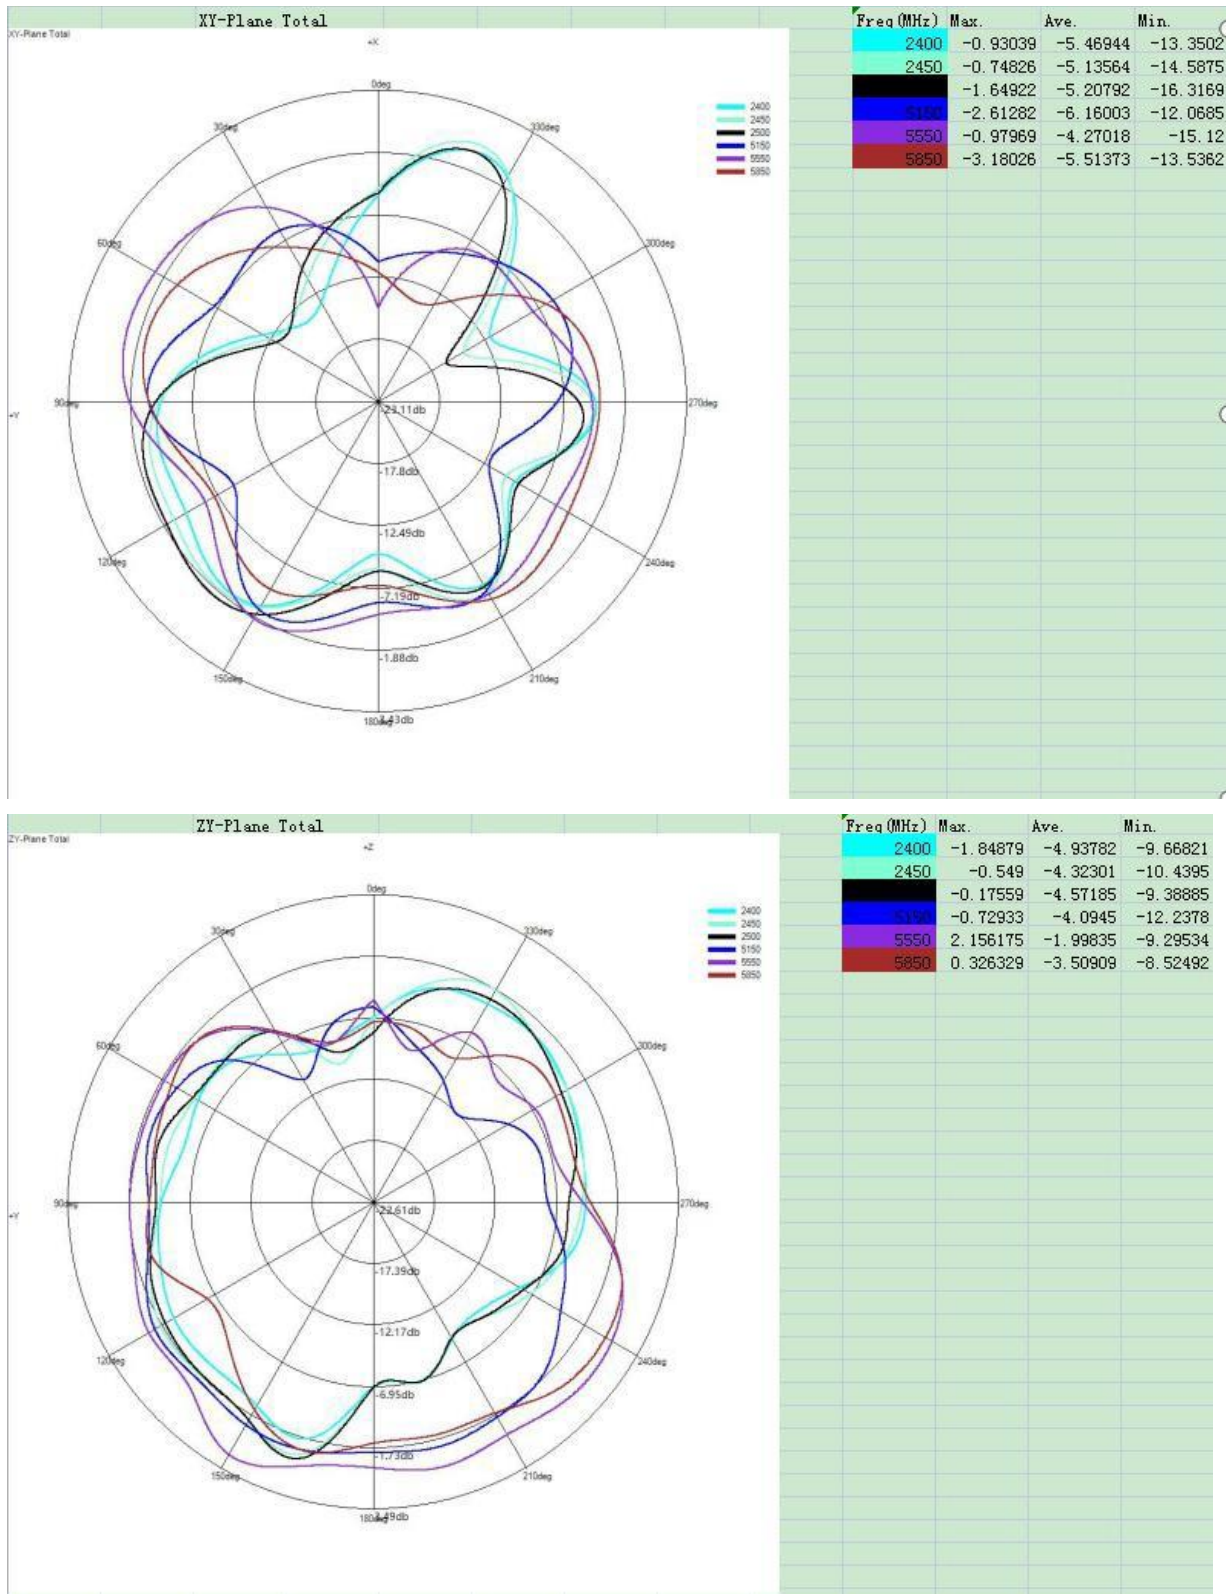 XY-Plane Total
XY-Plane Total
+X
0deg
30deg
330deg
60deg
300deg
90deg
+Y
270deg
120deg
240deg
150deg
210deg
-23.11db
-17.8db
-12.49db
-7.19db
-1.88db
2400
2450
2500
5150
5550
5850
Freq(MHz) Max. Ave. Min.
2400 -0.93039 -5.46944 -13.3502
2450 -0.74826 -5.13564 -14.5875
-1.64922 -5.20792 -16.3169
5150 -2.61282 -6.16003 -12.0685
5550 -0.97969 -4.27018 -15.12
5850 -3.18026 -5.51373 -13.5362
ZY-Plane Total
ZY-Plane Total
+Z
0deg
30deg
330deg
60deg
300deg
90deg
+Y
270deg
120deg
240deg
150deg
210deg
-22.61db
-17.39db
-12.17db
-6.95db
-1.73db
2400
2450
2500
5150
5550
5850
Freq(MHz) Max. Ave. Min.
2400 -1.84879 -4.93782 -9.66821
2450 -0.549 -4.32301 -10.4395
-0.17559 -4.57185 -9.38885
5150 -0.72933 -4.0945 -12.2378
5550 2.156175 -1.99835 -9.29534
5850 0.326329 -3.50909 -8.52492